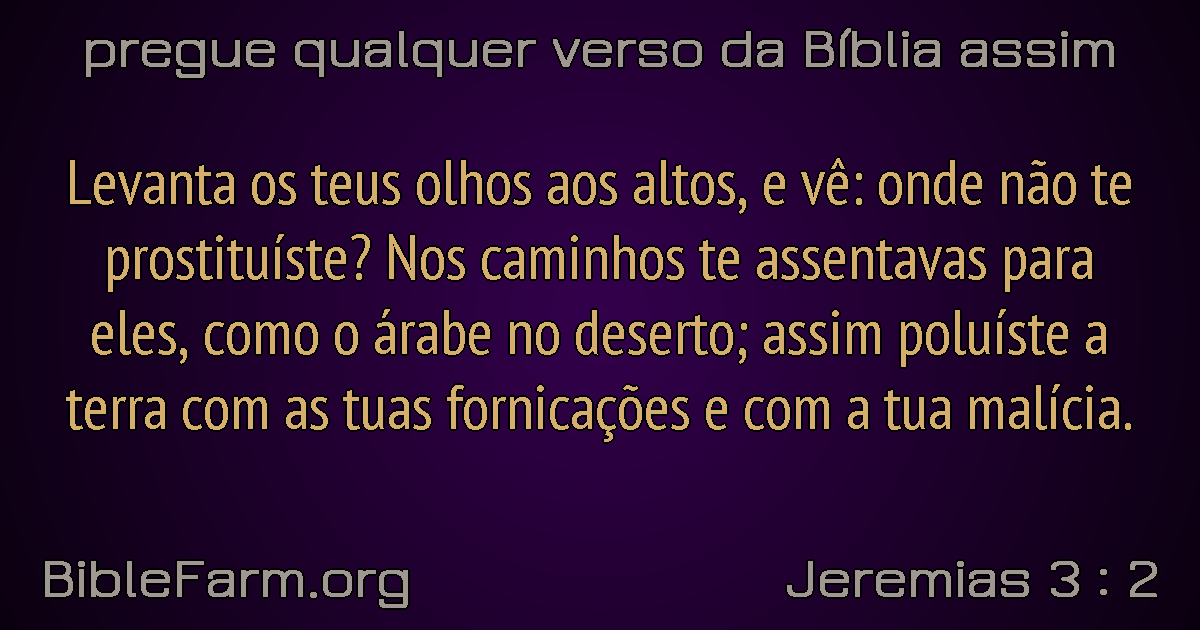 pregue qualquer verso da Bíblia assim
Levanta os teus olhos aos altos, e vê: onde não te
prostituíste? Nos caminhos te assentavas para
eles, como o árabe no deserto; assim poluíste a
terra com as tuas fornicações e com a tua malícia.
BibleFarm.org
Jeremias 3 : 2